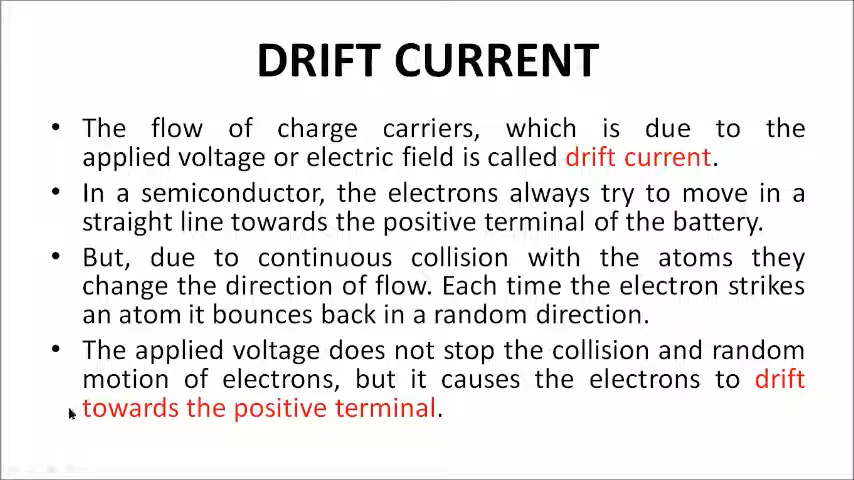 DRIFT CURRENT
• The flow of charge carriers, which is due to the
applied voltage or electric field is called drift current.
• In a semiconductor, the electrons always try to move in a
straight line towards the positive terminal of the battery.
• But, due to continuous collision with the atoms they
change the direction of flow. Each time the electron strikes
an atom it bounces back in a random direction.
• The applied voltage does not stop the collision and random
motion of electrons, but it causes the electrons to drift
towards the positive terminal.